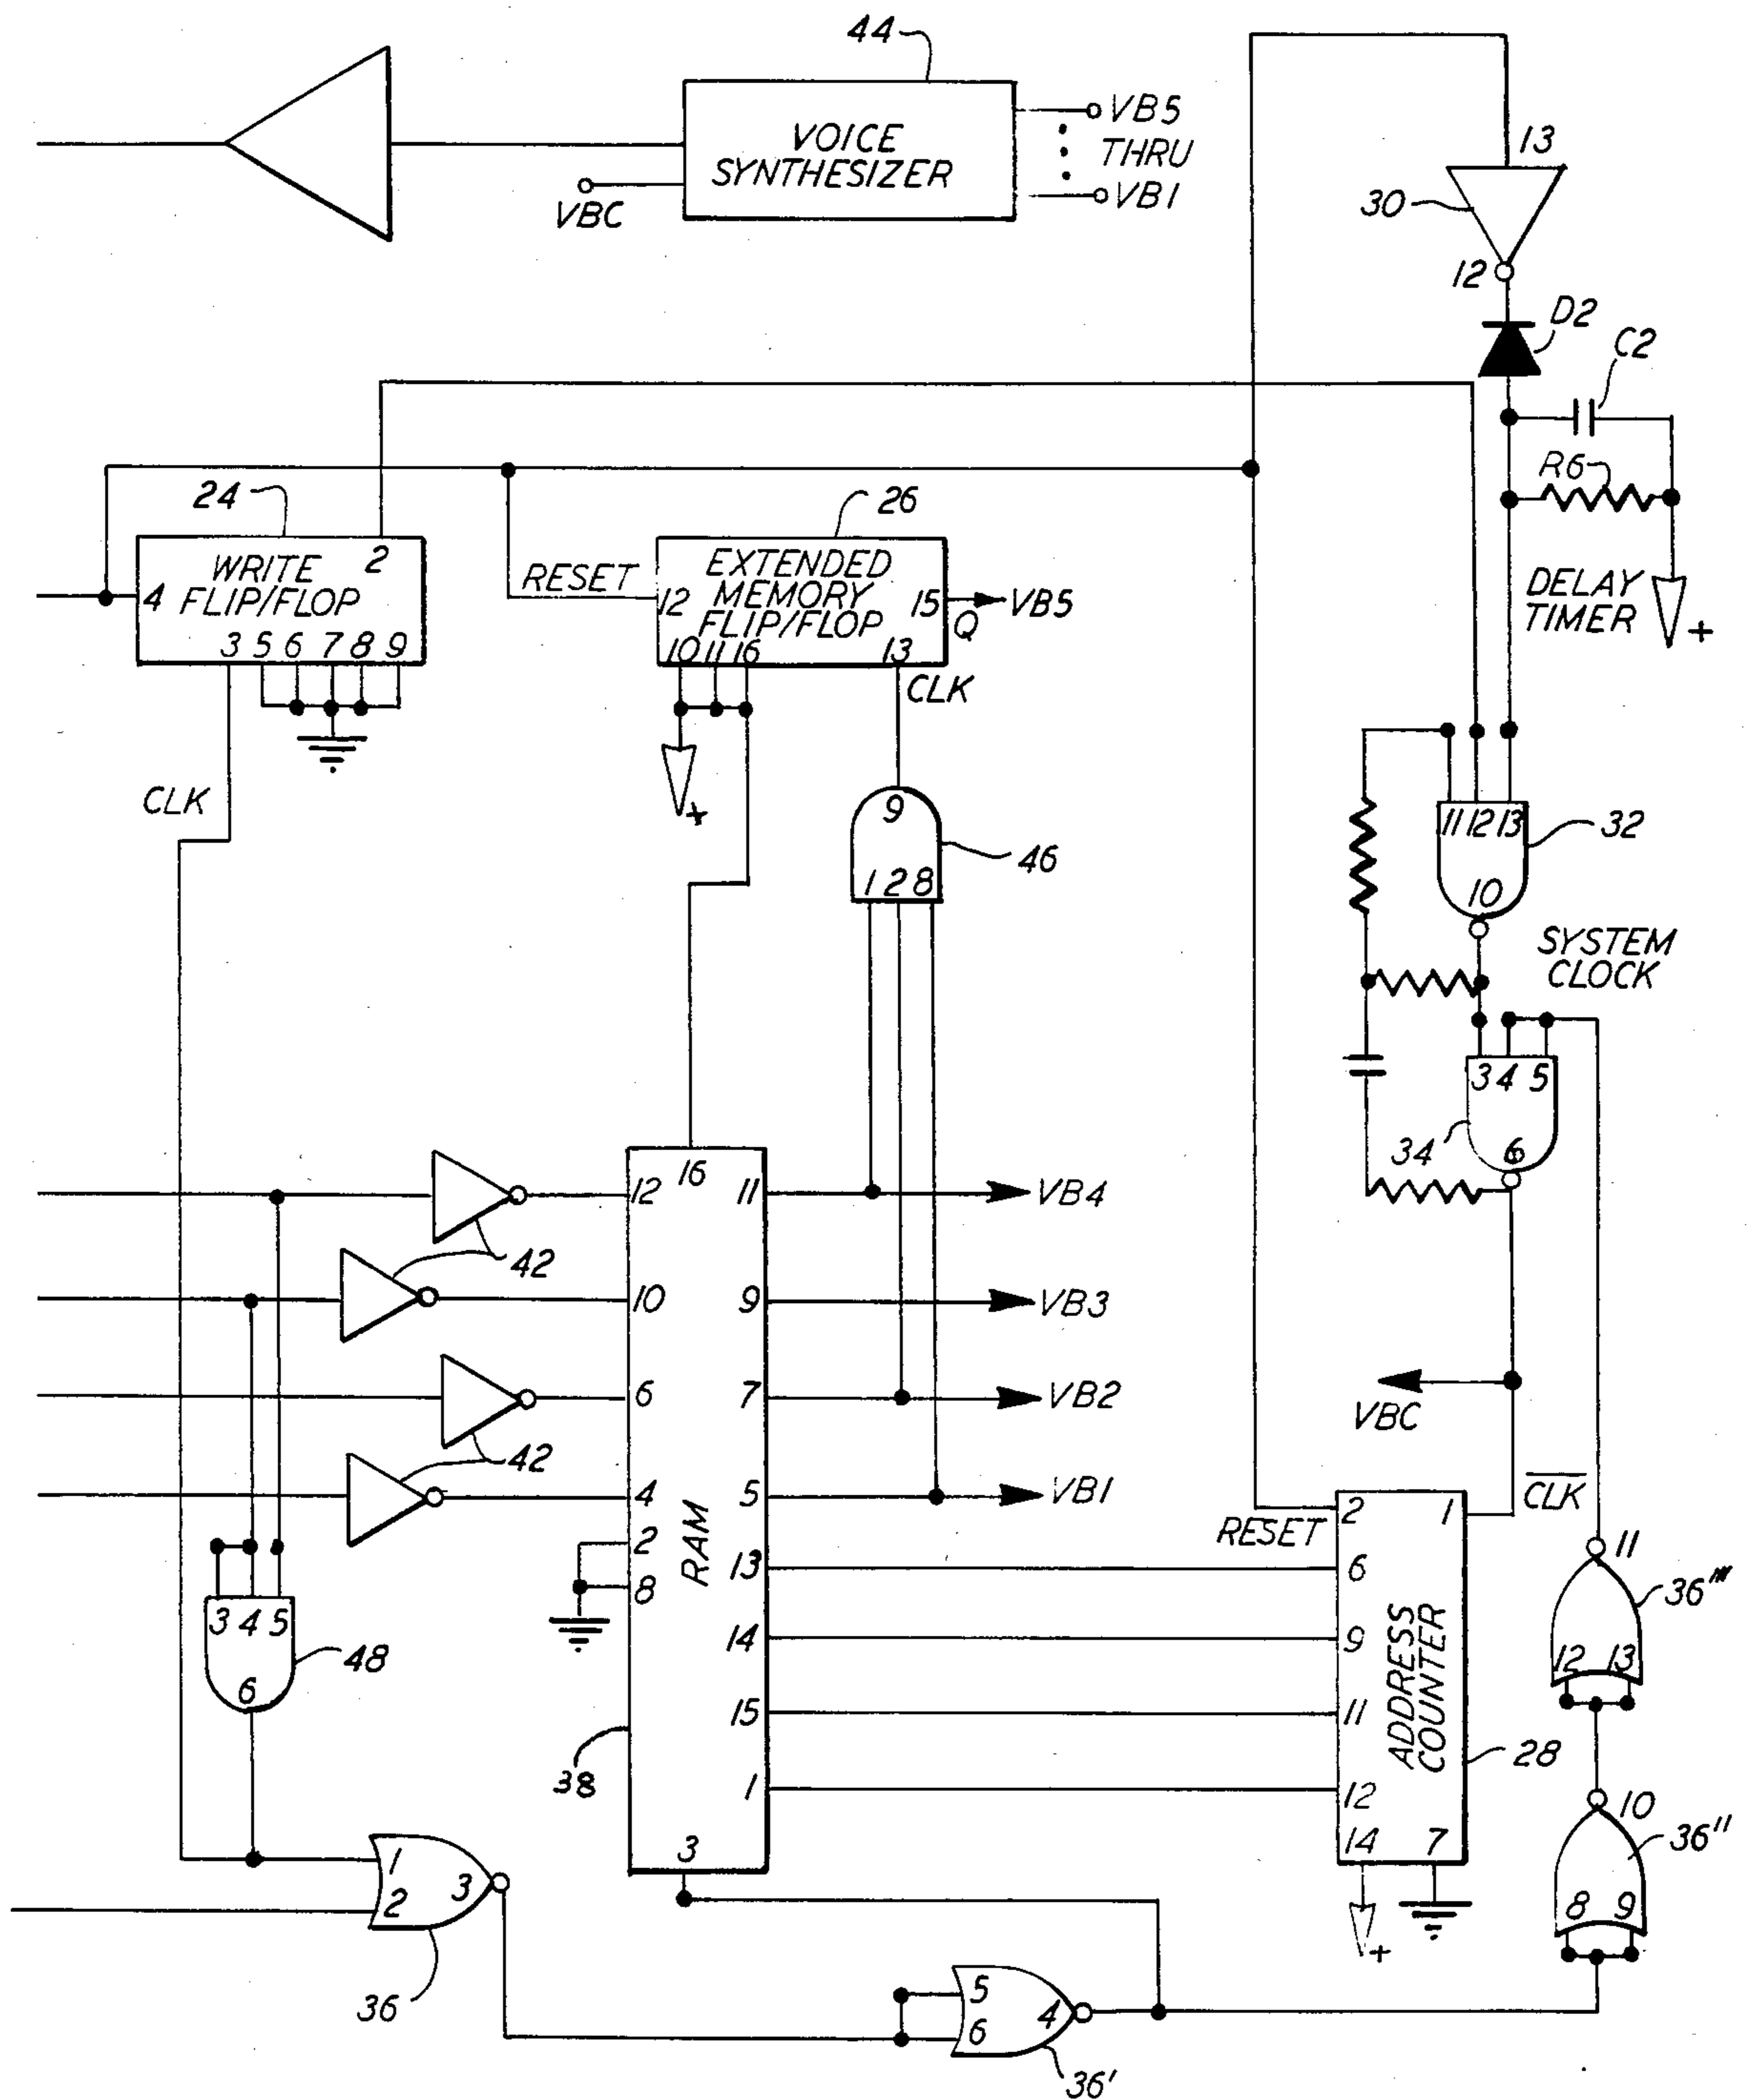 44
VOICE
SYNTHESIZER
VB5
THRU
VB1
VBC
13
30
12
D2
C2
R6
DELAY
TIMER
+
24
WRITE
FLIP/FLOP
2
4
3 5 6 7 8 9
CLK
RESET
26
EXTENDED
MEMORY
FLIP/FLOP
12
15
Q
VB5
10 11 16
13
CLK
+
9
46
1 2 8
11 12 13
32
10
SYSTEM
CLOCK
3 4 5
34
6
42
42
16
12
10
6
4
2
8
RAM
11
9
7
5
13
14
15
1
3
38
VB4
VB3
VB2
VB1
VBC
CLK
RESET
2
1
6
9
11
12
14
7
ADDRESS
COUNTER
28
+
3 4 5
48
6
1
2
3
36
5
6
4
36'
11
36'''
12 13
10
36''
8 9